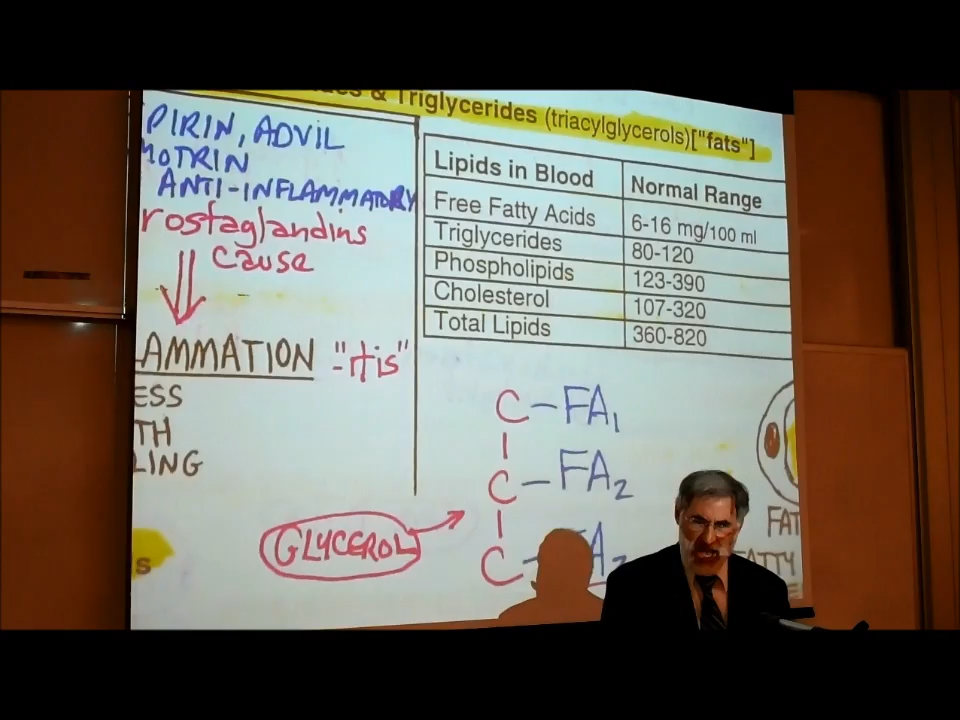 & Triglycerides (triacylglycerols)["fats"]
PIRIN, ADVIL
MOTRIN
ANTI-INFLAMMATORY
rostaglandins
cause
AMMATION "-itis"
ESS
TH
LING
s
Lipids in Blood Normal Range
Free Fatty Acids 6-16 mg/100 ml
Triglycerides 80-120
Phospholipids 123-390
Cholesterol 107-320
Total Lipids 360-820
C-FA1
C-FA2
GLYCEROL
C-
FAT
FATTY